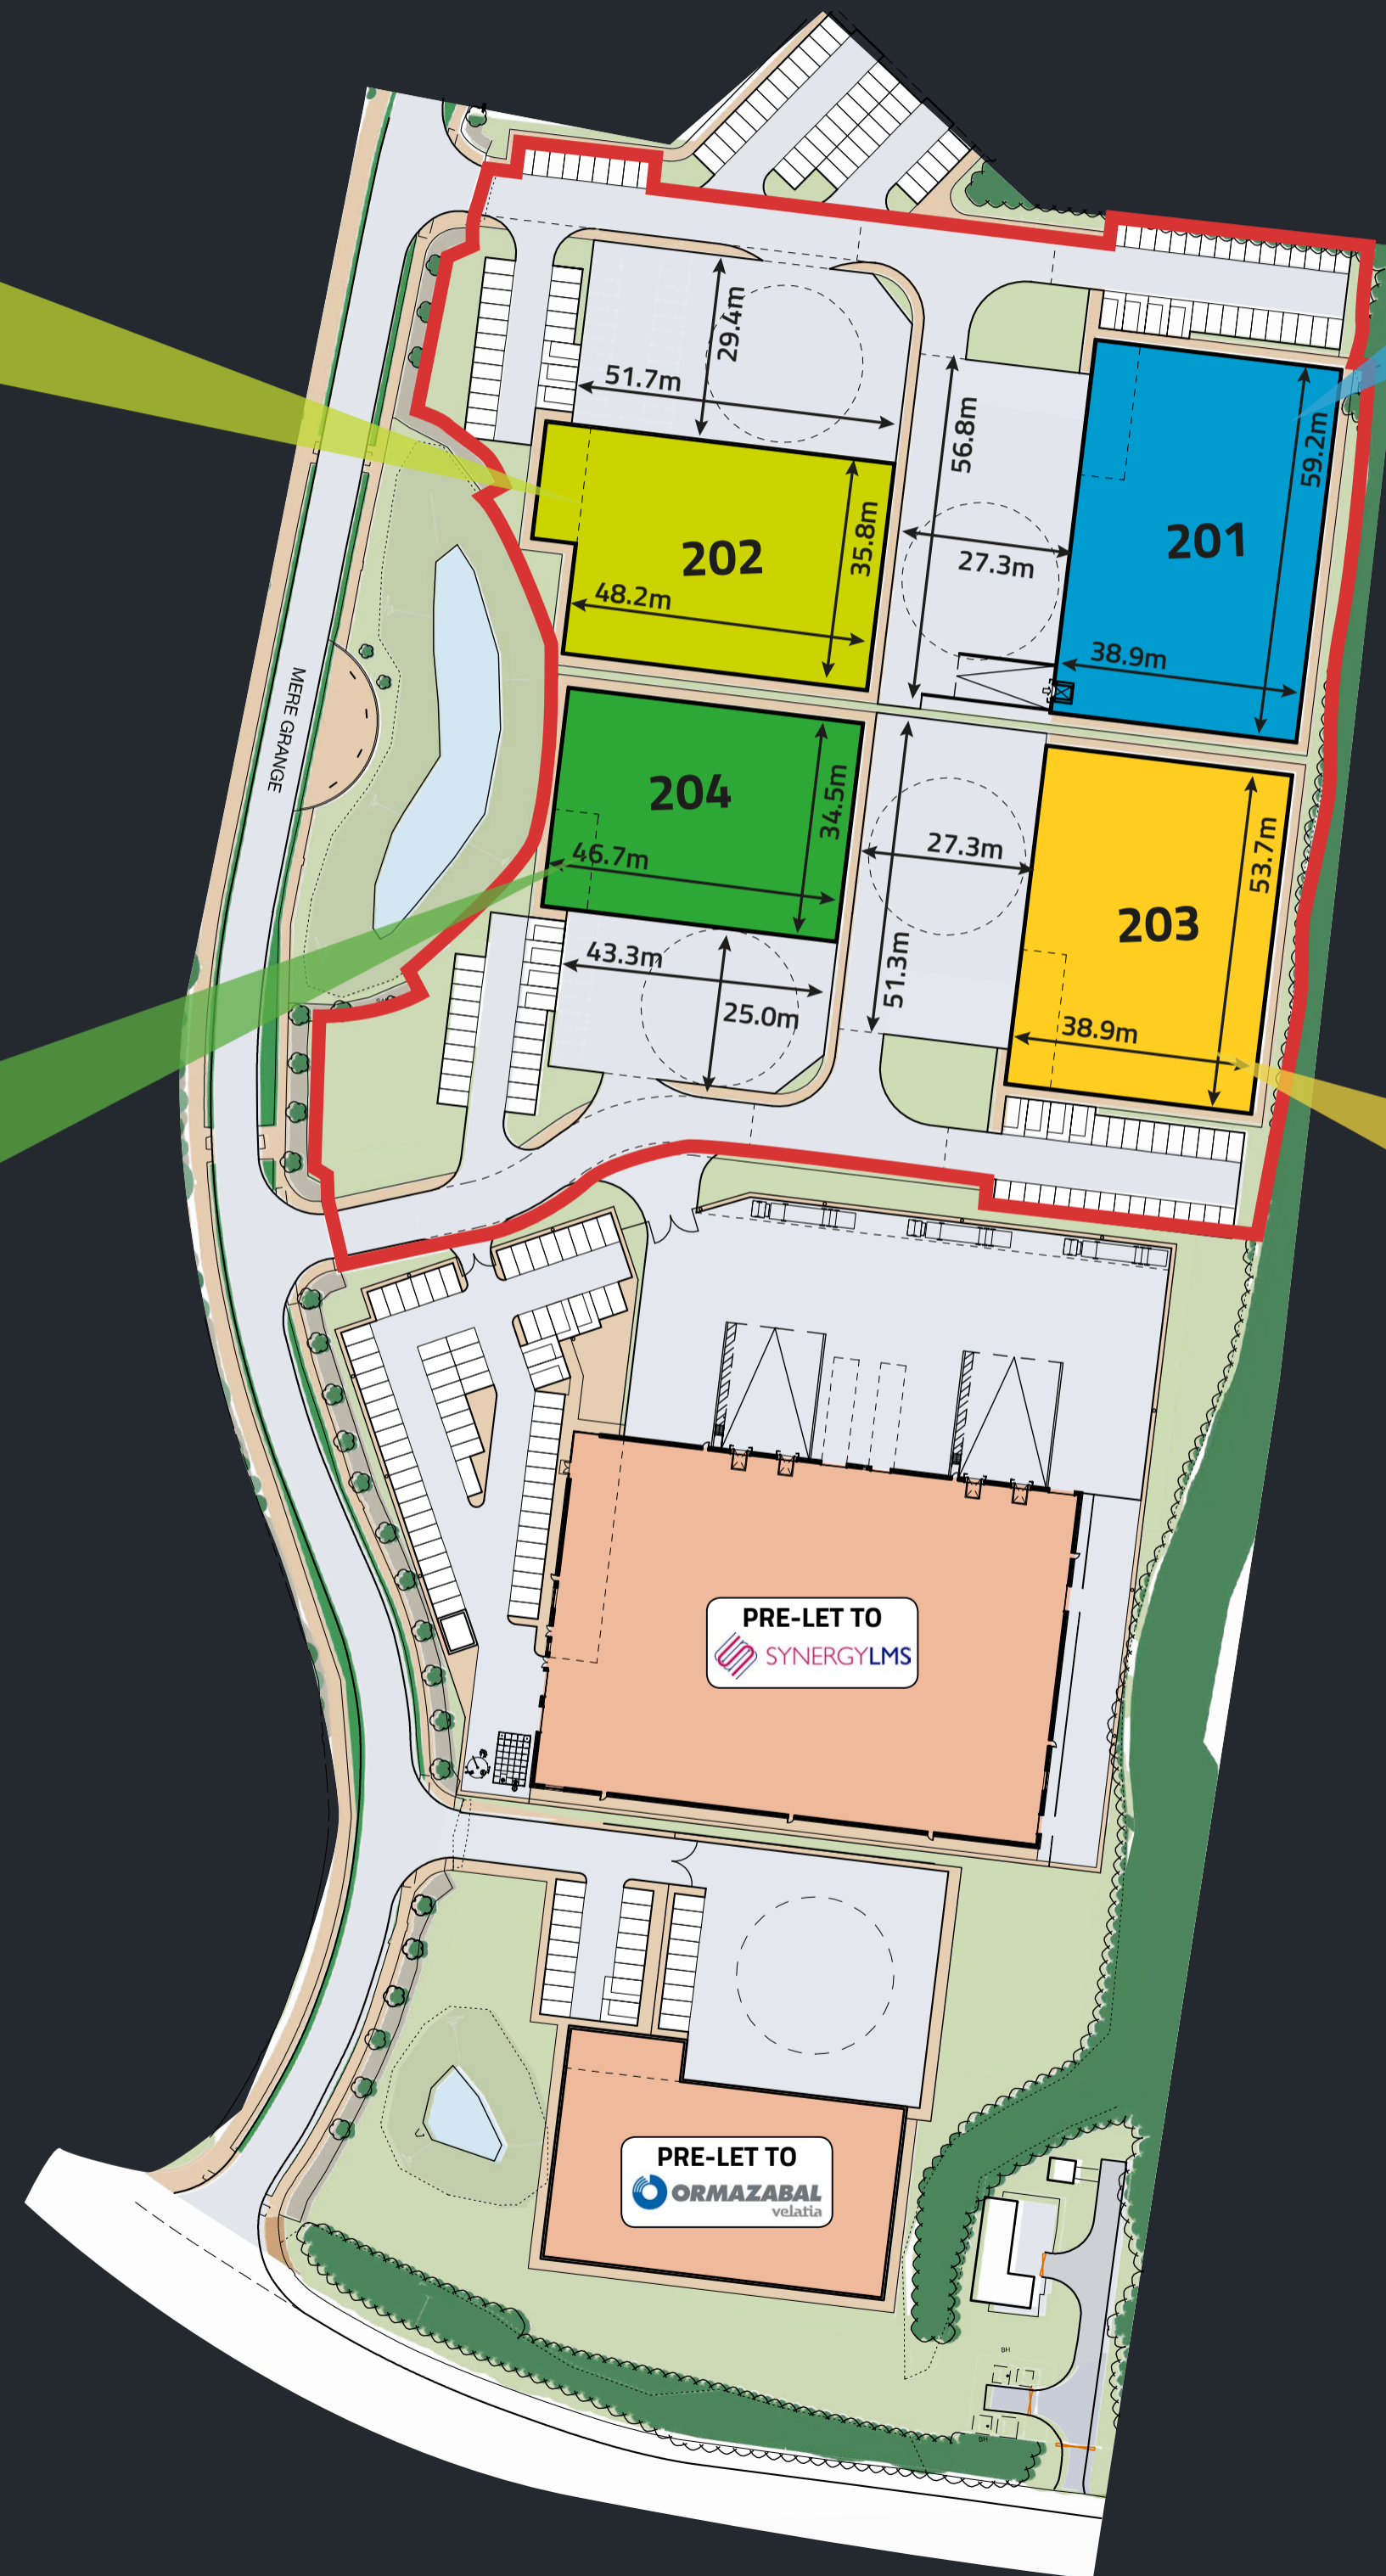 29.4m
51.7m
56.8m
59.2m
201
202
35.8m
27.3m
48.2m
38.9m
MERE GRANGE
204
34.5m
46.7m
27.3m
53.7m
203
43.3m
51.3m
25.0m
38.9m
PRE-LET TO
SYNERGYLMS
PRE-LET TO
ORMAZABAL
velatia